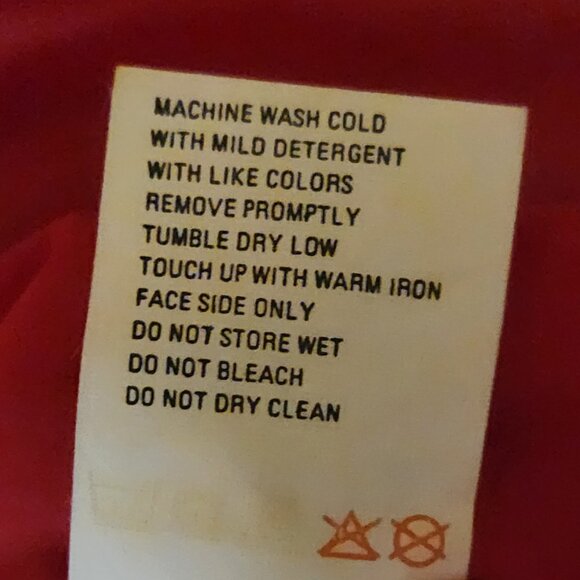 MACHINE WASH COLD
WITH MILD DETERGENT
WITH LIKE COLORS
REMOVE PROMPTLY
TUMBLE DRY LOW
TOUCH UP WITH WARM IRON
FACE SIDE ONLY
DO NOT STORE WET
DO NOT BLEACH
DO NOT DRY CLEAN